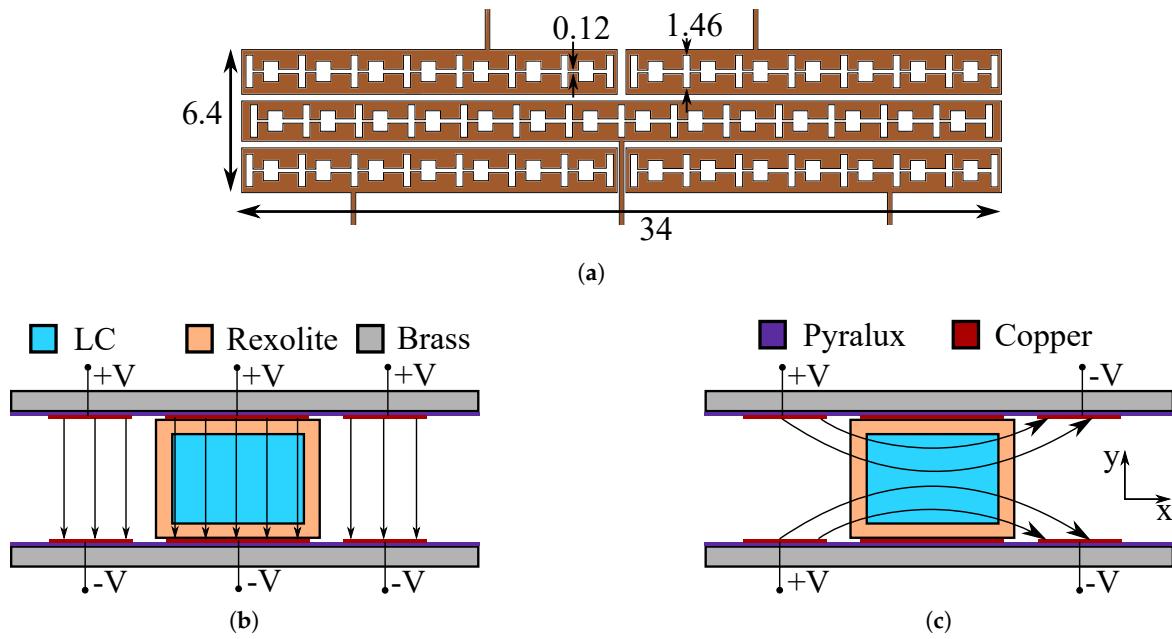 0.12 1.46
6.4
34
(a)
LC Rexolite Brass
+V +V +V
-V -V -V
(b)
Pyralux Copper
+V -V
y
x
+V -V
(c)